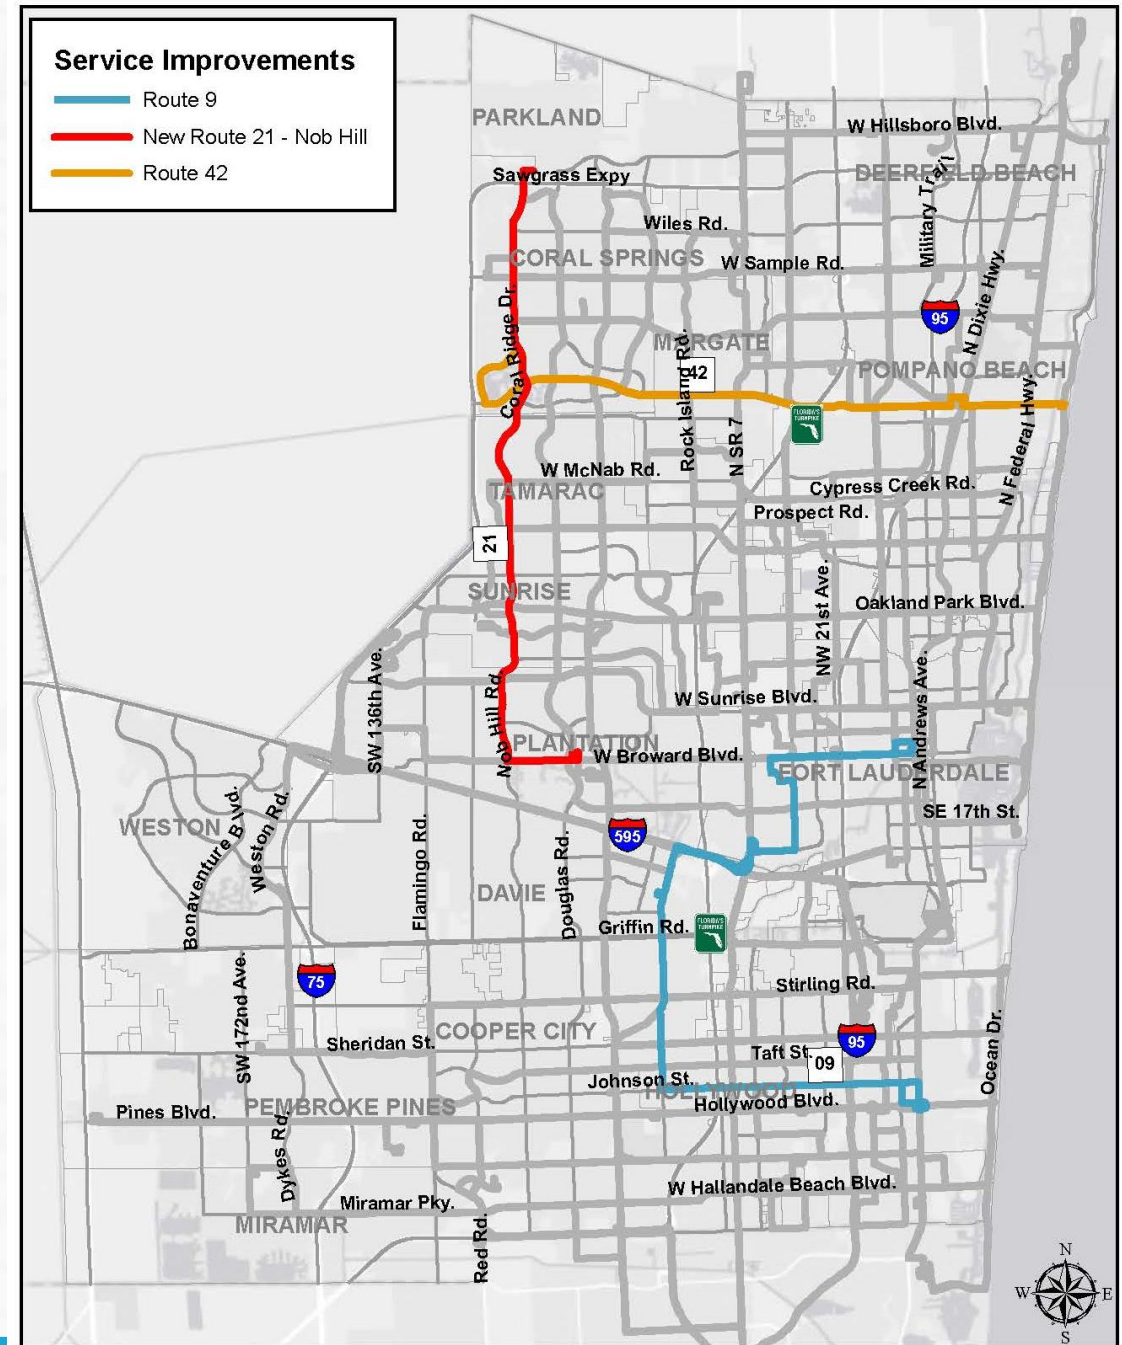 Service Improvements
Route 9
New Route 21 - Nob Hill
Route 42
PARKLAND
W Hillsboro Blvd.
DEERFIELD BEACH
Military Trail
Sawgrass Expy
Wiles Rd.
CORAL SPRINGS
W Sample Rd.
N Dixie Hwy.
95
Coral Ridge Dr.
MARGATE
Rock Island Rd.
42
POMPANO BEACH
FLORIDA'S
TURNPIKE
N SR 7
N Federal Hwy.
W McNab Rd.
TAMARAC
Cypress Creek Rd.
Prospect Rd.
21
SUNRISE
NW 21st Ave.
Oakland Park Blvd.
SW 136th Ave.
Nob Hill Rd.
W Sunrise Blvd.
N Andrews Ave.
PLANTATION
W Broward Blvd.
FORT LAUDERDALE
SE 17th St.
WESTON
Bonaventure Blvd.
Weston Rd.
Flamingo Rd.
595
DAVIE
Douglas Rd.
Griffin Rd.
FLORIDA'S
TURNPIKE
SW 172nd Ave.
75
Stirling Rd.
COOPER CITY
Sheridan St.
95
Taft St.
09
Ocean Dr.
Johnson St.
HOLLYWOOD
Hollywood Blvd.
Pines Blvd.
PEMBROKE PINES
Dykes Rd.
W Hallandale Beach Blvd.
Miramar Pky.
MIRAMAR
Red Rd.
N
W
E
S